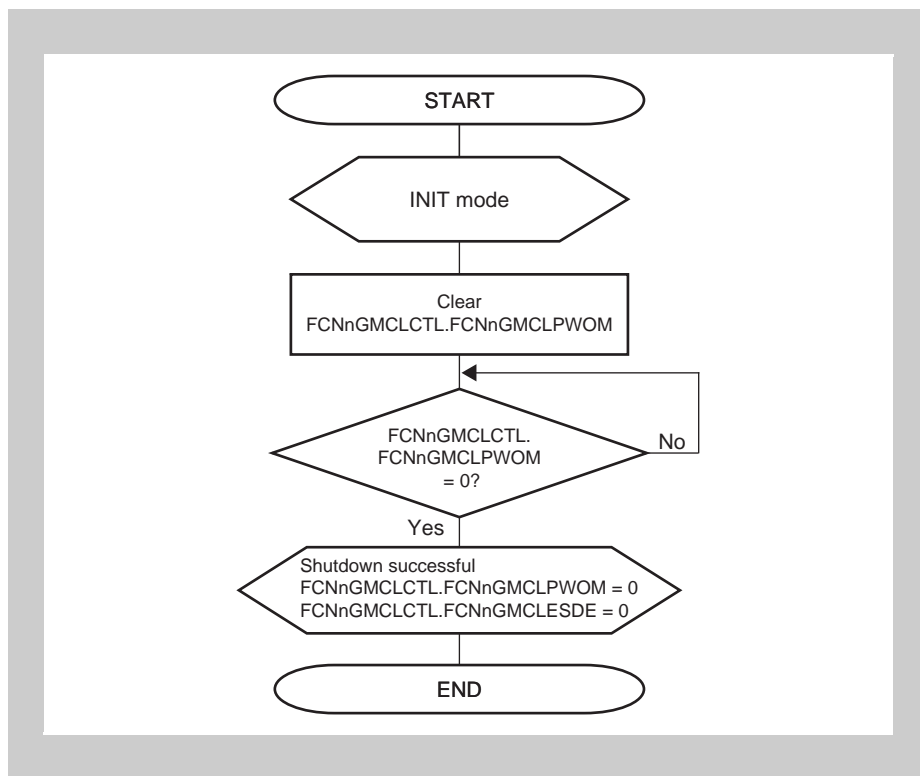 START
INIT mode
Clear
FCNnGMCLCTL.FCNnGMCLPWOM
FCNnGMCLCTL.
FCNnGMCLPWOM
= 0?
No
Yes
Shutdown successful
FCNnGMCLCTL.FCNnGMCLPWOM = 0
FCNnGMCLCTL.FCNnGMCLESDE = 0
END